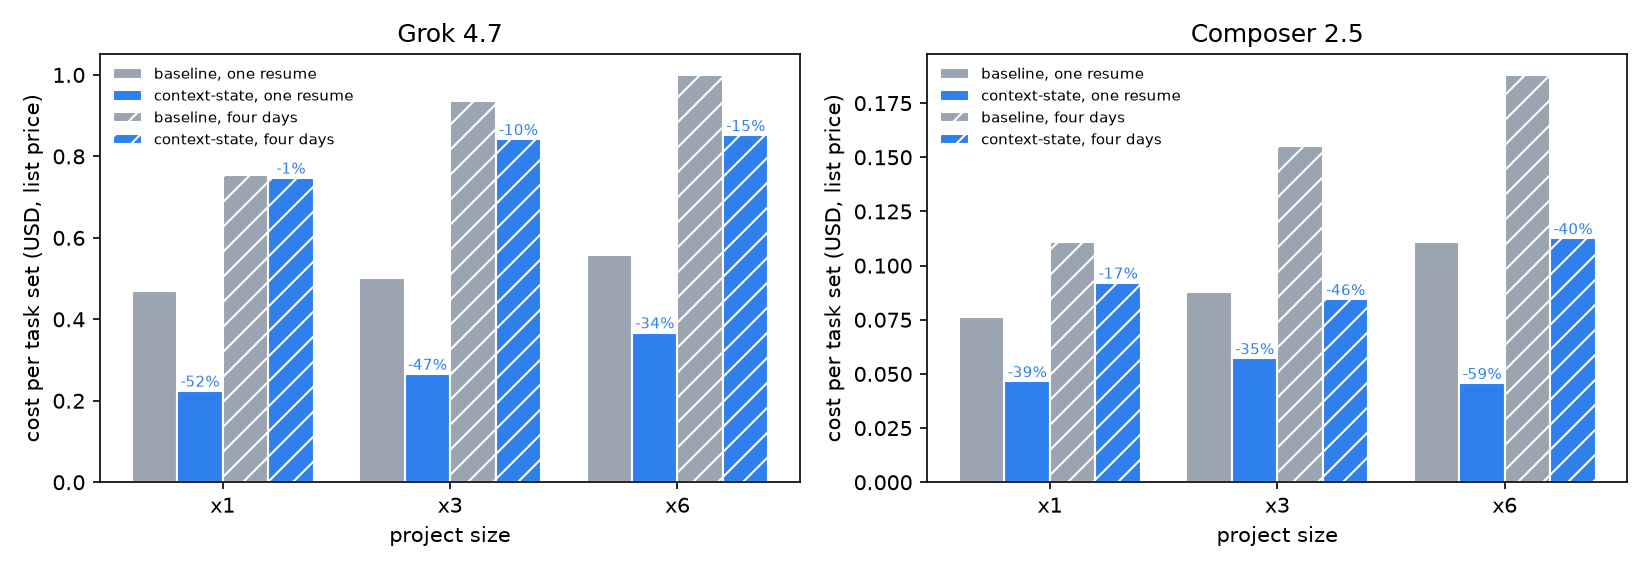 Grok 4.7
cost per task set (USD, list price)
1.0
0.8
0.6
0.4
0.2
0.0
baseline, one resume
context-state, one resume
baseline, four days
context-state, four days
-52%
-1%
-47%
-10%
-34%
-15%
x1
x3
x6
project size
Composer 2.5
cost per task set (USD, list price)
0.175
0.150
0.125
0.100
0.075
0.050
0.025
0.000
baseline, one resume
context-state, one resume
baseline, four days
context-state, four days
-39%
-17%
-35%
-46%
-59%
-40%
x1
x3
x6
project size